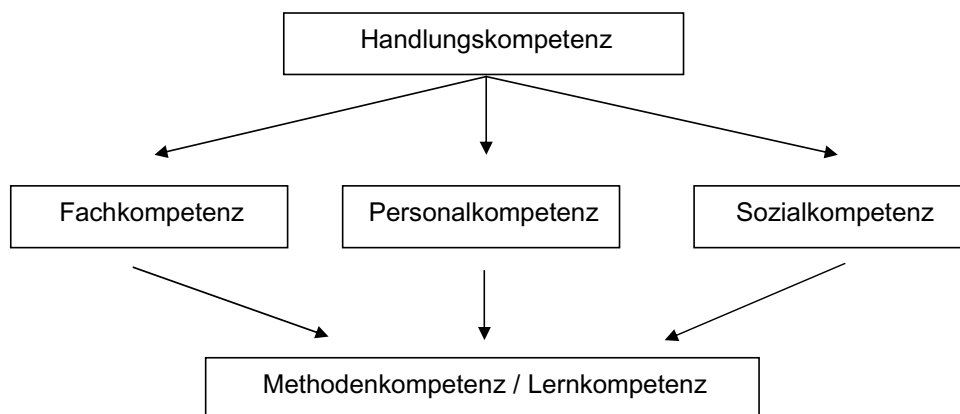 Handlungskompetenz
Fachkompetenz
Personalkompetenz
Sozialkompetenz
Methodenkompetenz / Lernkompetenz